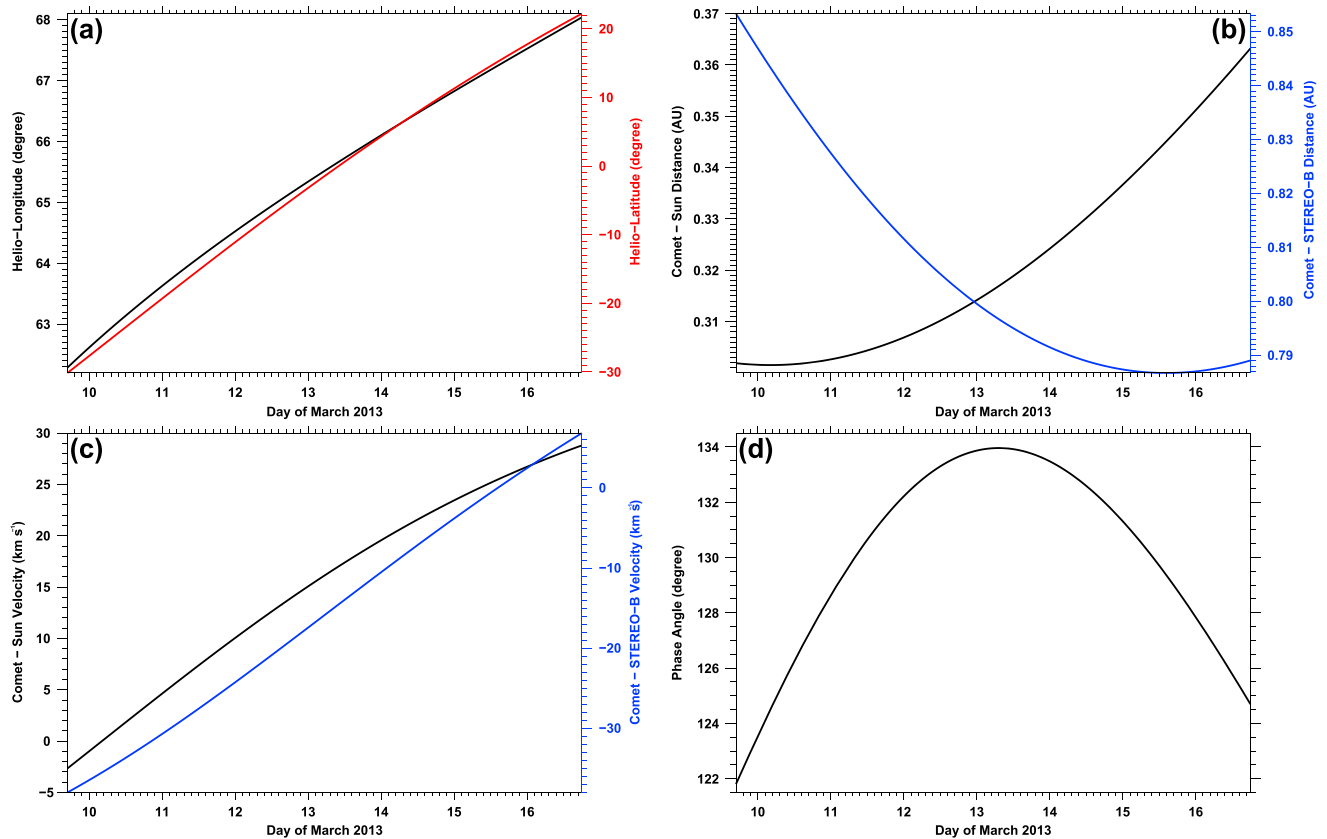 (a)
68
67
66
65
64
63
Helio−Longitude (degree)
20
10
0
−10
−20
−30
Helio−Latitude (degree)
10 11 12 13 14 15 16
Day of March 2013
(b)
0.37
0.36
0.35
0.34
0.33
0.32
0.31
Comet − Sun Distance (AU)
0.85
0.84
0.83
0.82
0.81
0.80
0.79
Comet − STEREO−B Distance (AU)
10 11 12 13 14 15 16
Day of March 2013
(c)
30
25
20
15
10
5
0
−5
Comet − Sun Velocity (km s⁻¹)
0
−10
−20
−30
Comet − STEREO−B Velocity (km s⁻¹)
10 11 12 13 14 15 16
Day of March 2013
(d)
134
132
130
128
126
124
122
Phase Angle (degree)
10 11 12 13 14 15 16
Day of March 2013